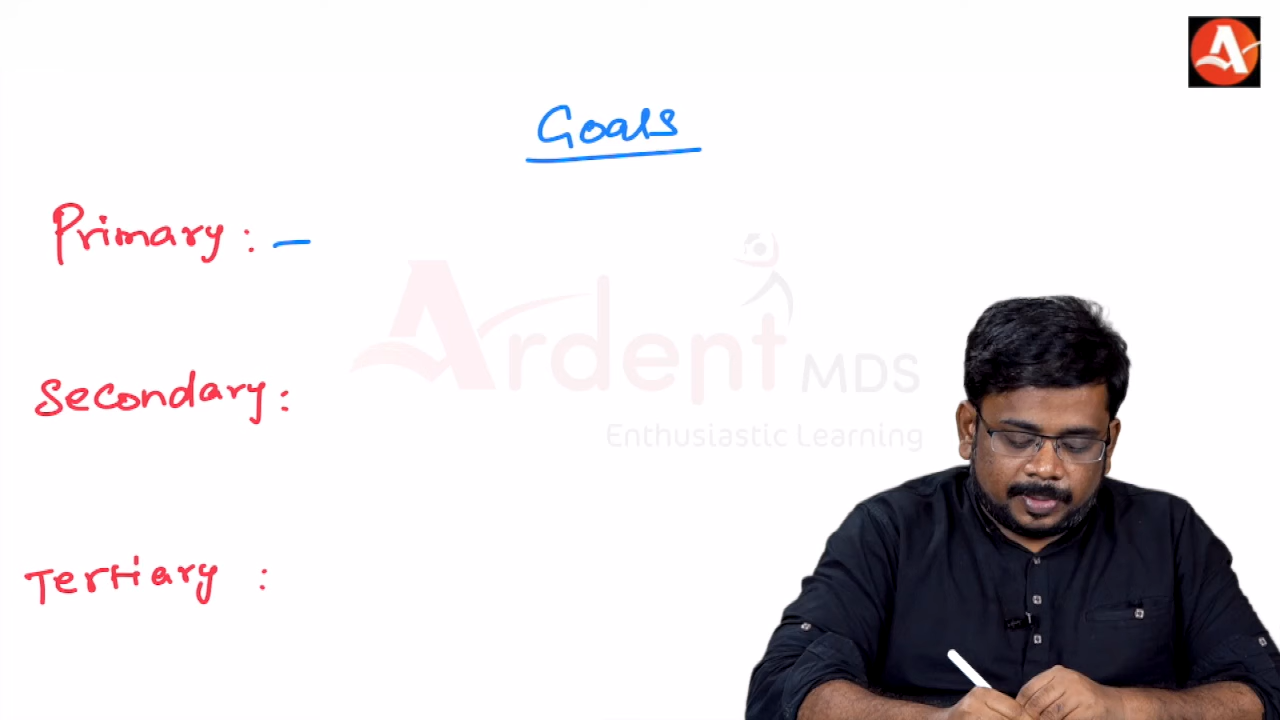 Goals
Primary: —
Secondary:
Tertiary :
Ardent MDS
Enthusiastic Learning